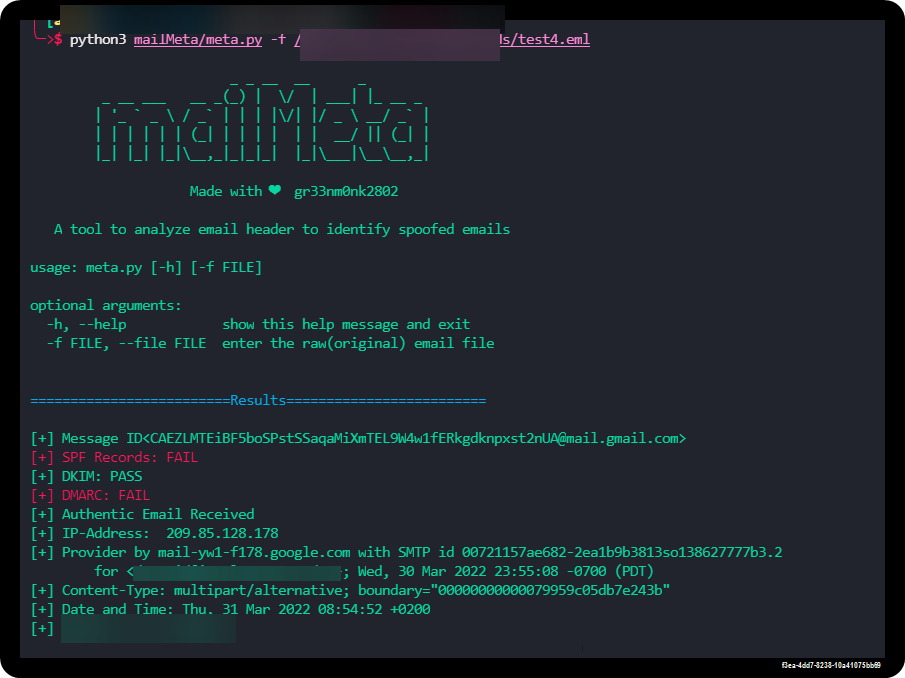 $ python3 mailMeta/meta.py -f / ls/test4.eml
mailMeta
Made with ❤ gr33nm0nk2802
A tool to analyze email header to identify spoofed emails
usage: meta.py [-h] [-f FILE]
optional arguments:
-h, --help show this help message and exit
-f FILE, --file FILE enter the raw(original) email file
=========================Results=========================
[+] Message ID<CAEZLMTEiBF5boSPstSSaqaMiXmTEL9W4w1fERkgdknpxst2nUA@mail.gmail.com>
[+] SPF Records: FAIL
[+] DKIM: PASS
[+] DMARC: FAIL
[+] Authentic Email Received
[+] IP-Address: 209.85.128.178
[+] Provider by mail-yw1-f178.google.com with SMTP id 00721157ae682-2ea1b9b3813so138627777b3.2
for < ; Wed, 30 Mar 2022 23:55:08 -0700 (PDT)
[+] Content-Type: multipart/alternative; boundary="00000000000079959c05db7e243b"
[+] Date and Time: Thu. 31 Mar 2022 08:54:52 +0200
[+]
f3ea-4dd7-8238-10a41075bb69